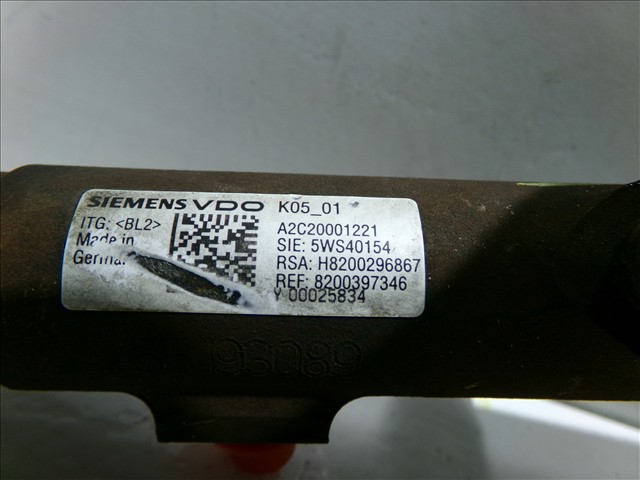 SIEMENS VDO K05_01
ITG: <BL2> A2C20001221
Made in SIE: 5WS40154
RSA: H8200296867
REF: 8200397346
Y 00025834